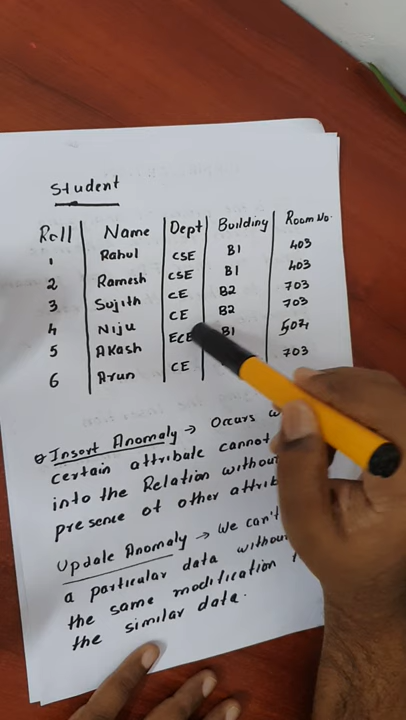 Student
Roll Name Dept Building Room No.
1 Rahul CSE B1 403
2 Ramesh CSE B1 403
3 Sujith CE B2 703
4 Niju CE B2 703
5 Akash ECE B1 504
6 Arun CE 703
Insert Anomaly → Occurs
certain attribute cannot
into the Relation without
presence of other
Update Anomaly → We can't
a particular data
the same modification
the similar data.